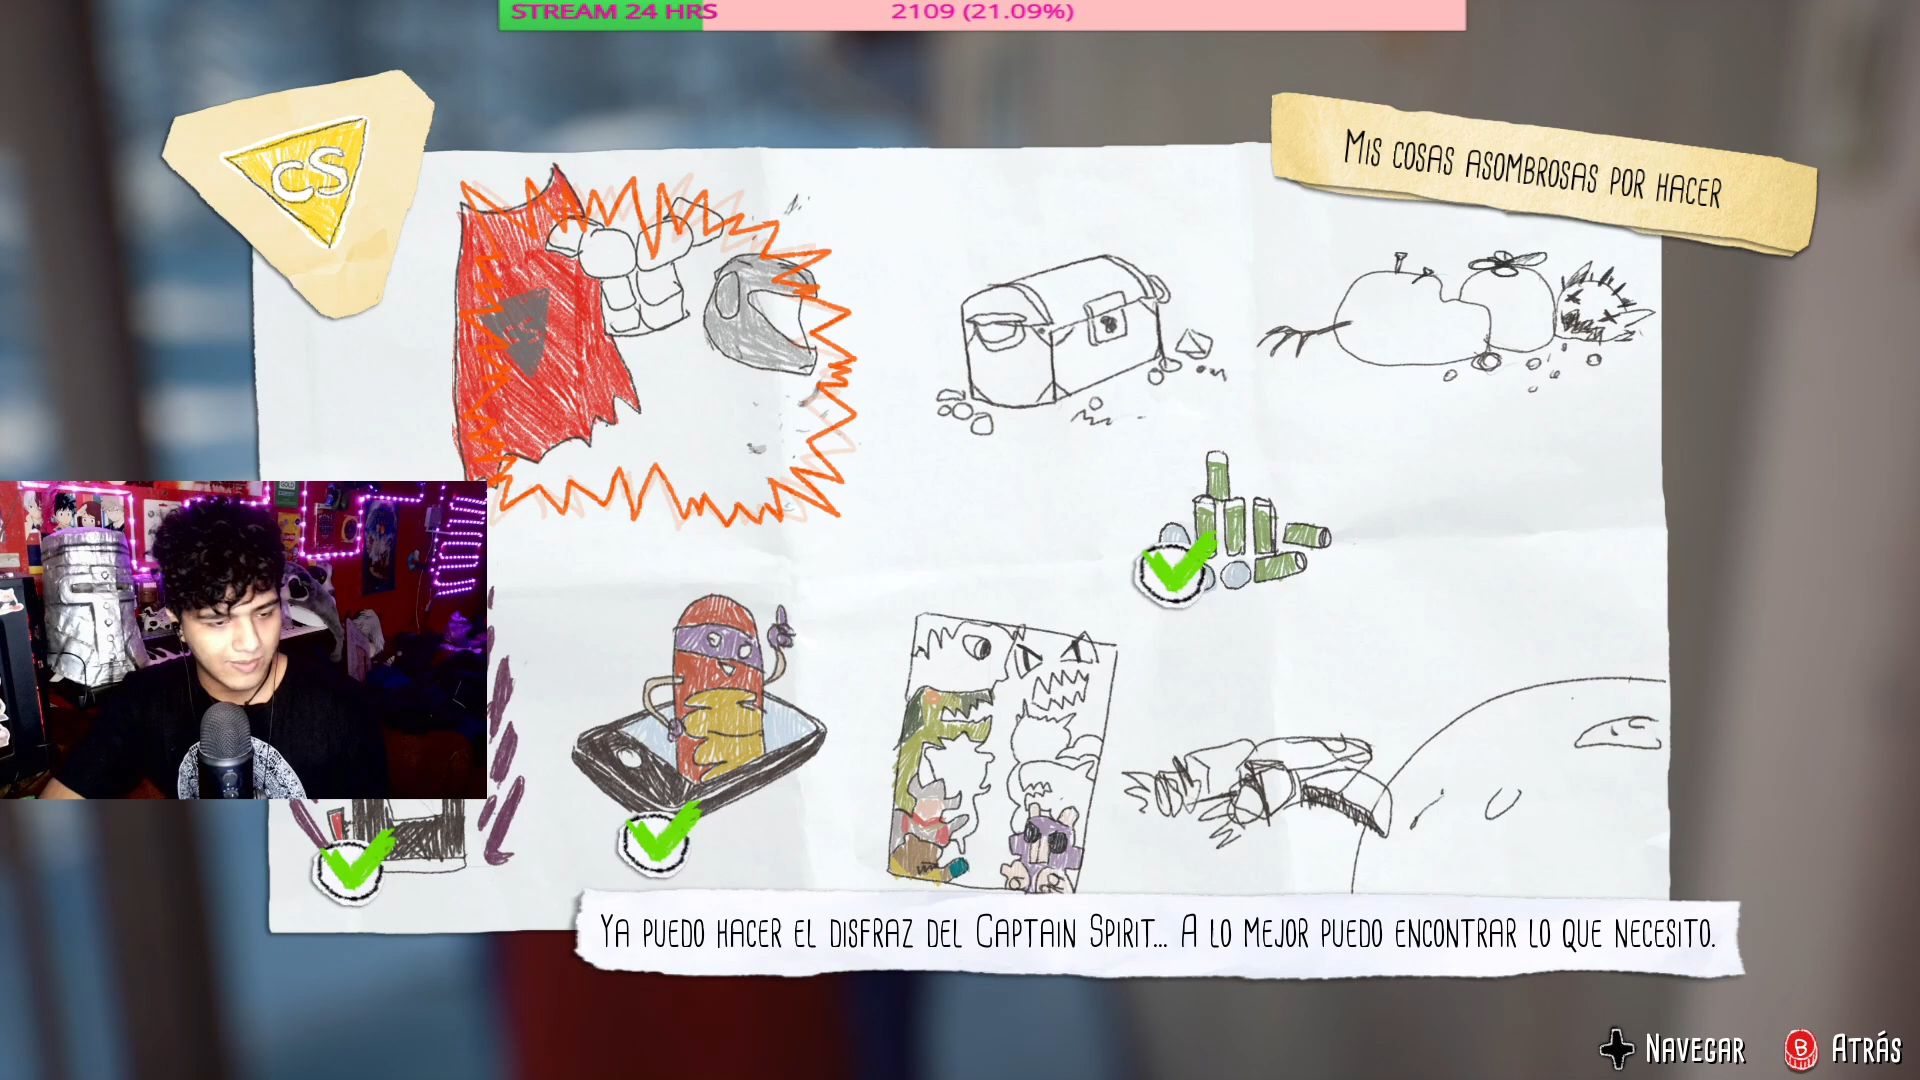 STREAM 24 HRS 2109 (21.09%)
CS
MIS COSAS ASOMBROSAS POR HACER
YA PUEDO HACER EL DISFRAZ DEL CAPTAIN SPIRIT... A LO MEJOR PUEDO ENCONTRAR LO QUE NECESITO.
NAVEGAR
B ATRÁS